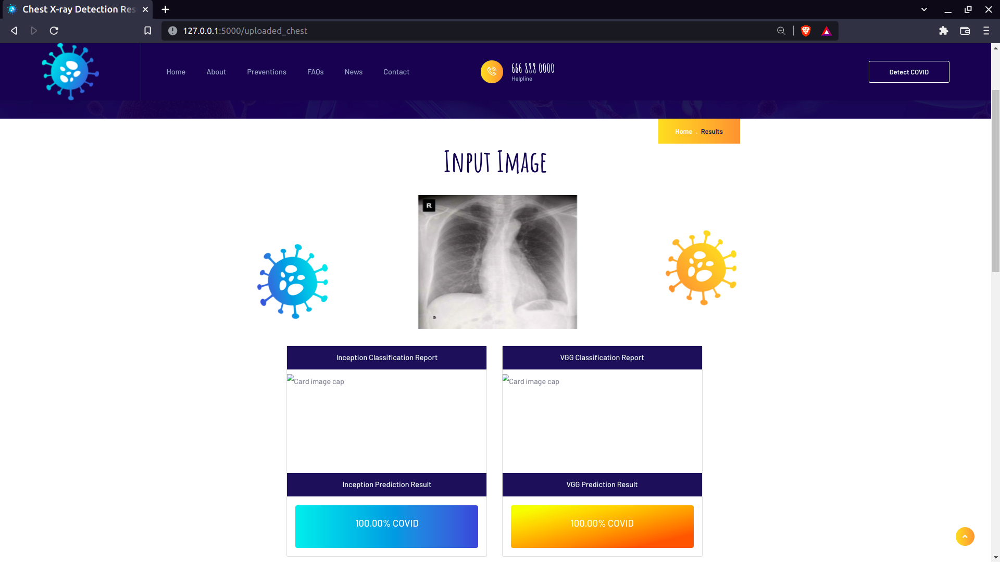 Chest X-ray Detection Res
127.0.0.1:5000/uploaded_chest
Home
About
Preventions
FAQs
News
Contact
666 888 0000
Helpline
Detect COVID
Home . Results
Input Image
R
Inception Classification Report
VGG Classification Report
Card image cap
Card image cap
Inception Prediction Result
VGG Prediction Result
100.00% COVID
100.00% COVID